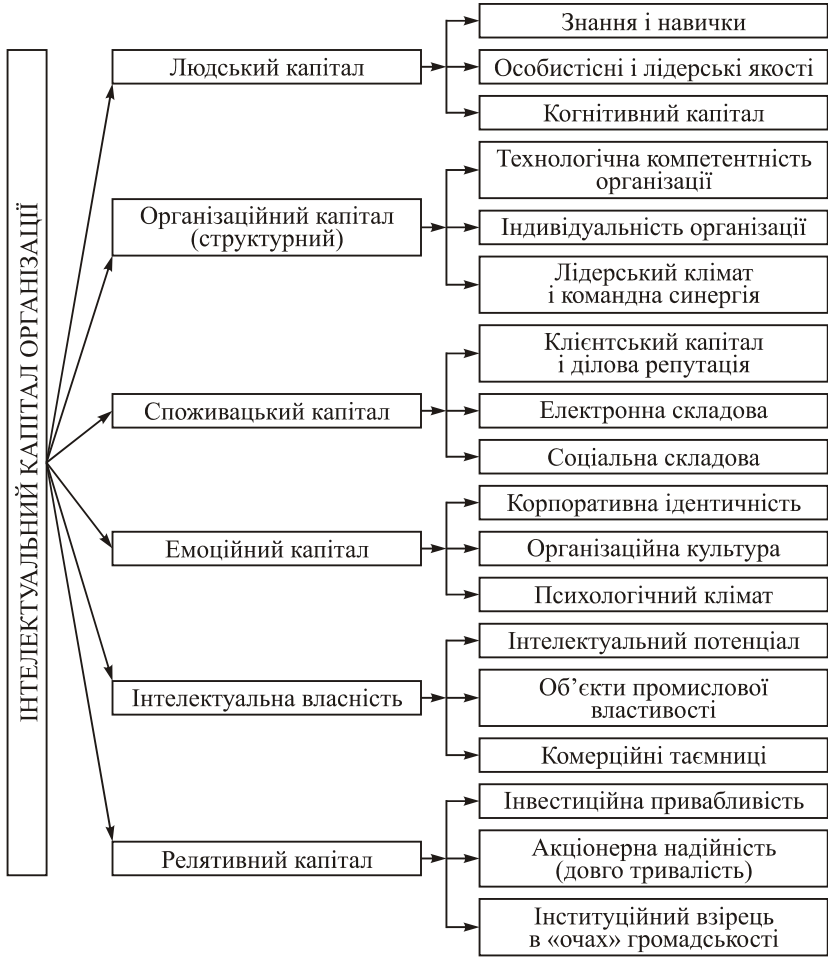 ІНТЕЛЕКТУАЛЬНИЙ КАПІТАЛ ОРГАНІЗАЦІЇ
Людський капітал
Знання і навички
Особистісні і лідерські якості
Когнітивний капітал
Організаційний капітал
(структурний)
Технологічна компетентність
організації
Індивідуальність організації
Лідерський клімат
і командна синергія
Споживацький капітал
Клієнтський капітал
і ділова репутація
Електронна складова
Соціальна складова
Емоційний капітал
Корпоративна ідентичність
Організаційна культура
Психологічний клімат
Інтелектуальна власність
Інтелектуальний потенціал
Об’єкти промислової
властивості
Комерційні таємниці
Релятивний капітал
Інвестиційна привабливість
Акціонерна надійність
(довго тривалість)
Інституційний взірець
в «очах» громадськості